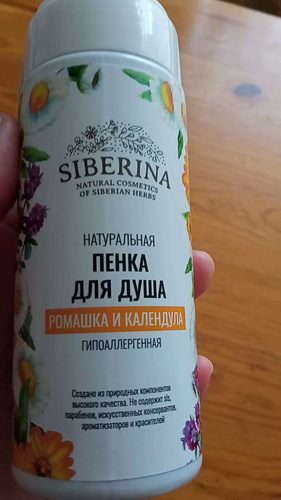 SIBERINA
NATURAL COSMETICS
OF SIBERIAN HERBS
НАТУРАЛЬНАЯ
ПЕНКА
ДЛЯ ДУША
РОМАШКА И КАЛЕНДУЛА
ГИПОАЛЛЕРГЕННАЯ
Создано из природных компонентов
высокого качества. Не содержит sls,
парабенов, искусственных консервантов,
ароматизаторов и красителей